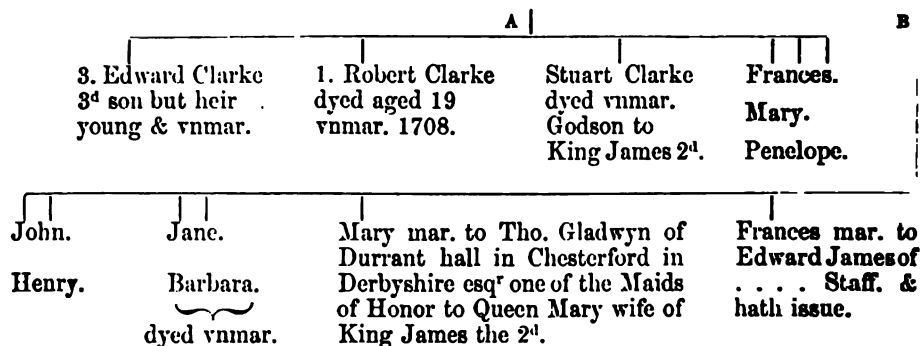 A B
3. Edward Clarke
3d son but heir
young & vnmar.
1. Robert Clarke
dyed aged 19
vnmar. 1708.
Stuart Clarke
dyed vnmar.
Godson to
King James 2d.
Frances.
Mary.
Penelope.
John.
Henry.
Jane.
Barbara.
dyed vnmar.
Mary mar. to Tho. Gladwyn of
Durrant hall in Chesterford in
Derbyshire esqr one of the Maids
of Honor to Queen Mary wife of
King James the 2d.
Frances mar. to
Edward James of
. . . . Staff. &
hath issue.